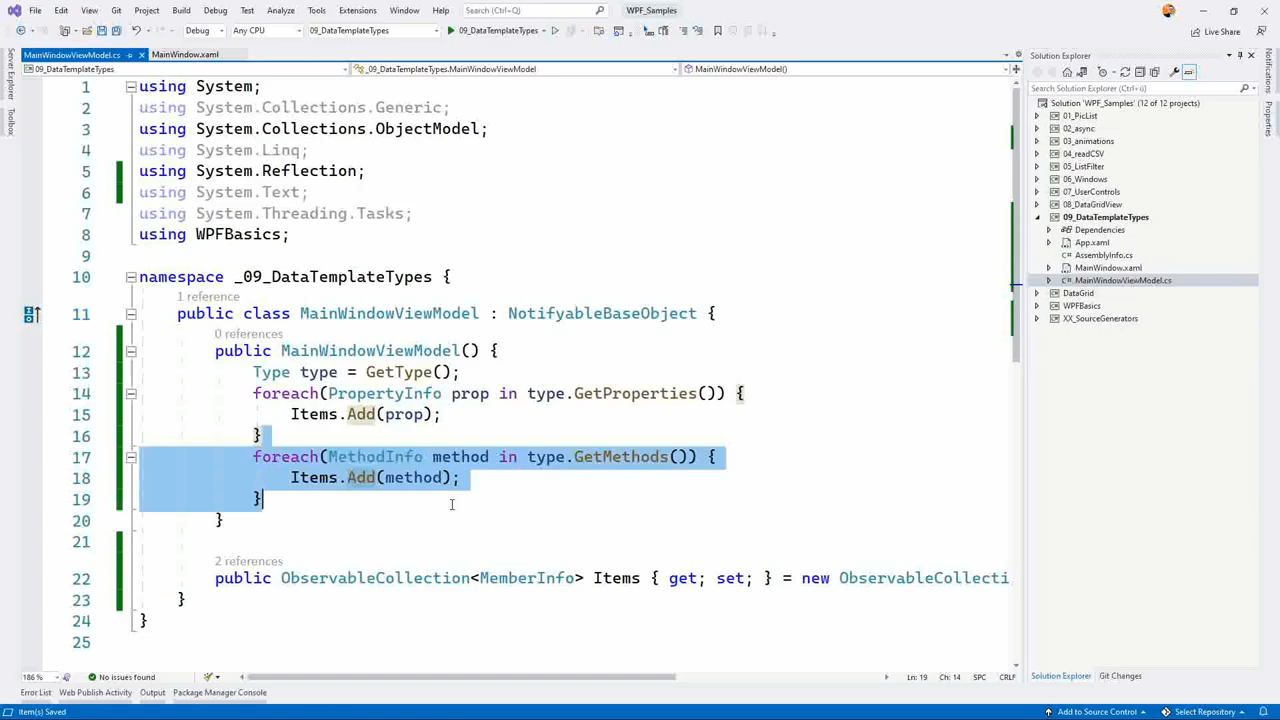 File Edit View Git Project Build Debug Test Analyze Tools Extensions Window Help Search (Ctrl+Q) WPF_Samples
Debug Any CPU 09_DataTemplateTypes 09_DataTemplateTypes Live Share
MainWindowViewModel.cs MainWindow.xaml
09_DataTemplateTypes _09_DataTemplateTypes.MainWindowViewModel MainWindowViewModel()
1 using System;
2 using System.Collections.Generic;
3 using System.Collections.ObjectModel;
4 using System.Linq;
5 using System.Reflection;
6 using System.Text;
7 using System.Threading.Tasks;
8 using WPFBasics;
9
10 namespace _09_DataTemplateTypes {
1 reference
11 public class MainWindowViewModel : NotifyableBaseObject {
0 references
12 public MainWindowViewModel() {
13 Type type = GetType();
14 foreach(PropertyInfo prop in type.GetProperties()) {
15 Items.Add(prop);
16 }
17 foreach(MethodInfo method in type.GetMethods()) {
18 Items.Add(method);
19 }
20 }
21
2 references
22 public ObservableCollection<MemberInfo> Items { get; set; } = new ObservableCollecti
23 }
24 }
25
186 % No issues found Ln: 19 Ch: 14 SPC CRLF
Error List Web Publish Activity Output Package Manager Console
Item(s) Saved Add to Source Control Select Repository
Server Explorer
Toolbox
Solution Explorer
Search Solution Explorer (Ctrl+ü)
Solution 'WPF_Samples' (12 of 12 projects)
01_PicList
02_async
03_animations
04_readCSV
05_ListFilter
06_Windows
07_UserControls
08_DataGridView
09_DataTemplateTypes
Dependencies
App.xaml
AssemblyInfo.cs
MainWindow.xaml
MainWindowViewModel.cs
DataGrid
WPFBasics
XX_SourceGenerators
Solution Explorer Git Changes
Notifications
Properties